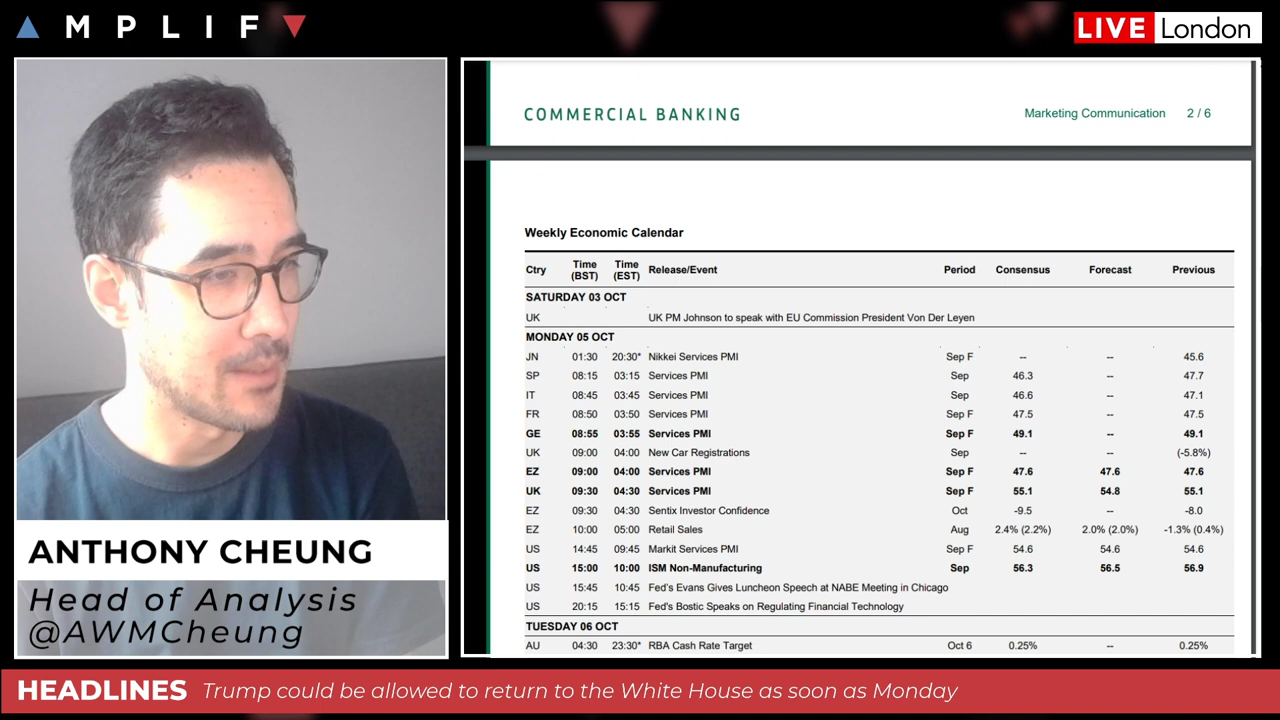 AMPLIFY
LIVE London
COMMERCIAL BANKING
Marketing Communication 2 / 6
Weekly Economic Calendar
Ctry Time (BST) Time (EST) Release/Event Period Consensus Forecast Previous
SATURDAY 03 OCT
UK UK PM Johnson to speak with EU Commission President Von Der Leyen
MONDAY 05 OCT
JN 01:30 20:30* Nikkei Services PMI Sep F -- -- 45.6
SP 08:15 03:15 Services PMI Sep 46.3 -- 47.7
IT 08:45 03:45 Services PMI Sep 46.6 -- 47.1
FR 08:50 03:50 Services PMI Sep F 47.5 -- 47.5
GE 08:55 03:55 Services PMI Sep F 49.1 -- 49.1
UK 09:00 04:00 New Car Registrations Sep -- -- (-5.8%)
EZ 09:00 04:00 Services PMI Sep F 47.6 47.6 47.6
UK 09:30 04:30 Services PMI Sep F 55.1 54.8 55.1
EZ 09:30 04:30 Sentix Investor Confidence Oct -9.5 -- -8.0
EZ 10:00 05:00 Retail Sales Aug 2.4% (2.2%) 2.0% (2.0%) -1.3% (0.4%)
US 14:45 09:45 Markit Services PMI Sep F 54.6 54.6 54.6
US 15:00 10:00 ISM Non-Manufacturing Sep 56.3 56.5 56.9
US 15:45 10:45 Fed's Evans Gives Luncheon Speech at NABE Meeting in Chicago
US 20:15 15:15 Fed's Bostic Speaks on Regulating Financial Technology
TUESDAY 06 OCT
AU 04:30 23:30* RBA Cash Rate Target Oct 6 0.25% -- 0.25%
ANTHONY CHEUNG
Head of Analysis
@AWMCheung
HEADLINES Trump could be allowed to return to the White House as soon as Monday